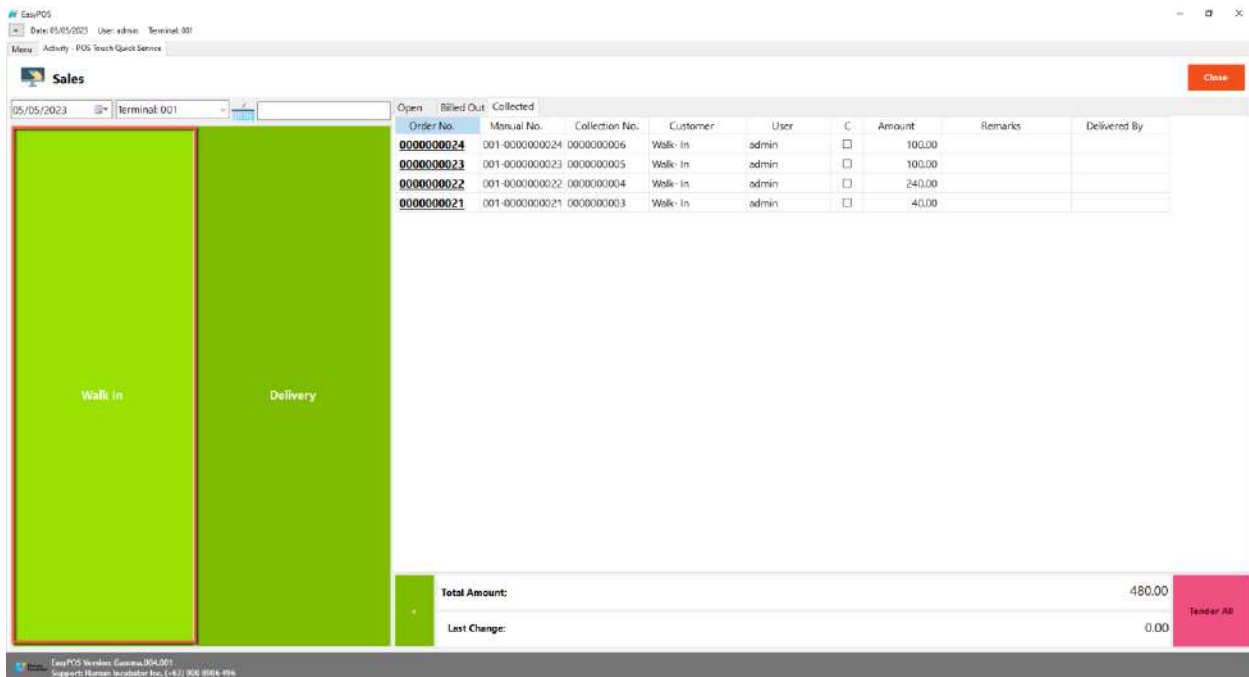 EasyPOS
Date: 05/05/2023 User: admin Terminal: 001
Menu Activity - POS Touch Quick Service
Sales
Close
05/05/2023 Terminal: 001
Open Billed Out Collected
Order No. Manual No. Collection No. Customer User C Amount Remarks Delivered By
0000000024 001-0000000024 0000000006 Walk- In admin 100.00
0000000023 001-0000000023 0000000005 Walk- In admin 100.00
0000000022 001-0000000022 0000000004 Walk- In admin 240.00
0000000021 001-0000000021 0000000003 Walk- In admin 40.00
Walk In
Delivery
Total Amount: 480.00
Last Change: 0.00
Tender All
EasyPOS Version: Gamma.004.001
Support: Human Incubator Inc, (+63) 900 8906 496